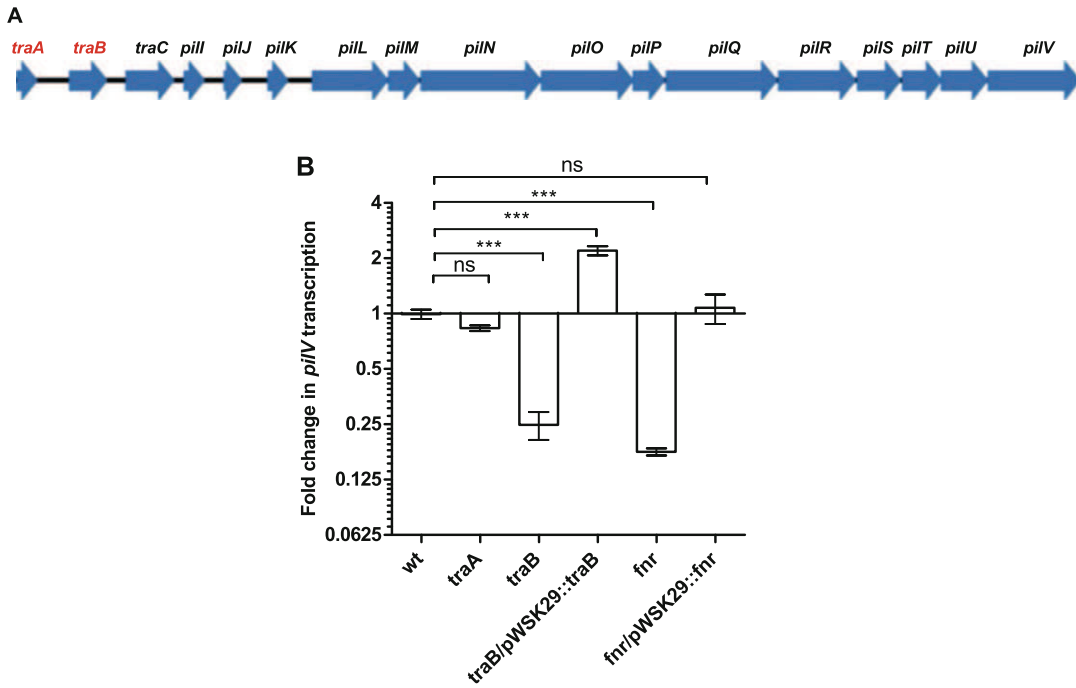 A
traA traB traC pilI pilJ pilK pilL pilM pilN pilO pilP pilQ pilR pilS pilT pilU pilV
B
ns
***
***
***
ns
Fold change in pilV transcription
4
2
1
0.5
0.25
0.125
0.0625
wt traA traB traB/pWSK29::traB fnr fnr/pWSK29::fnr